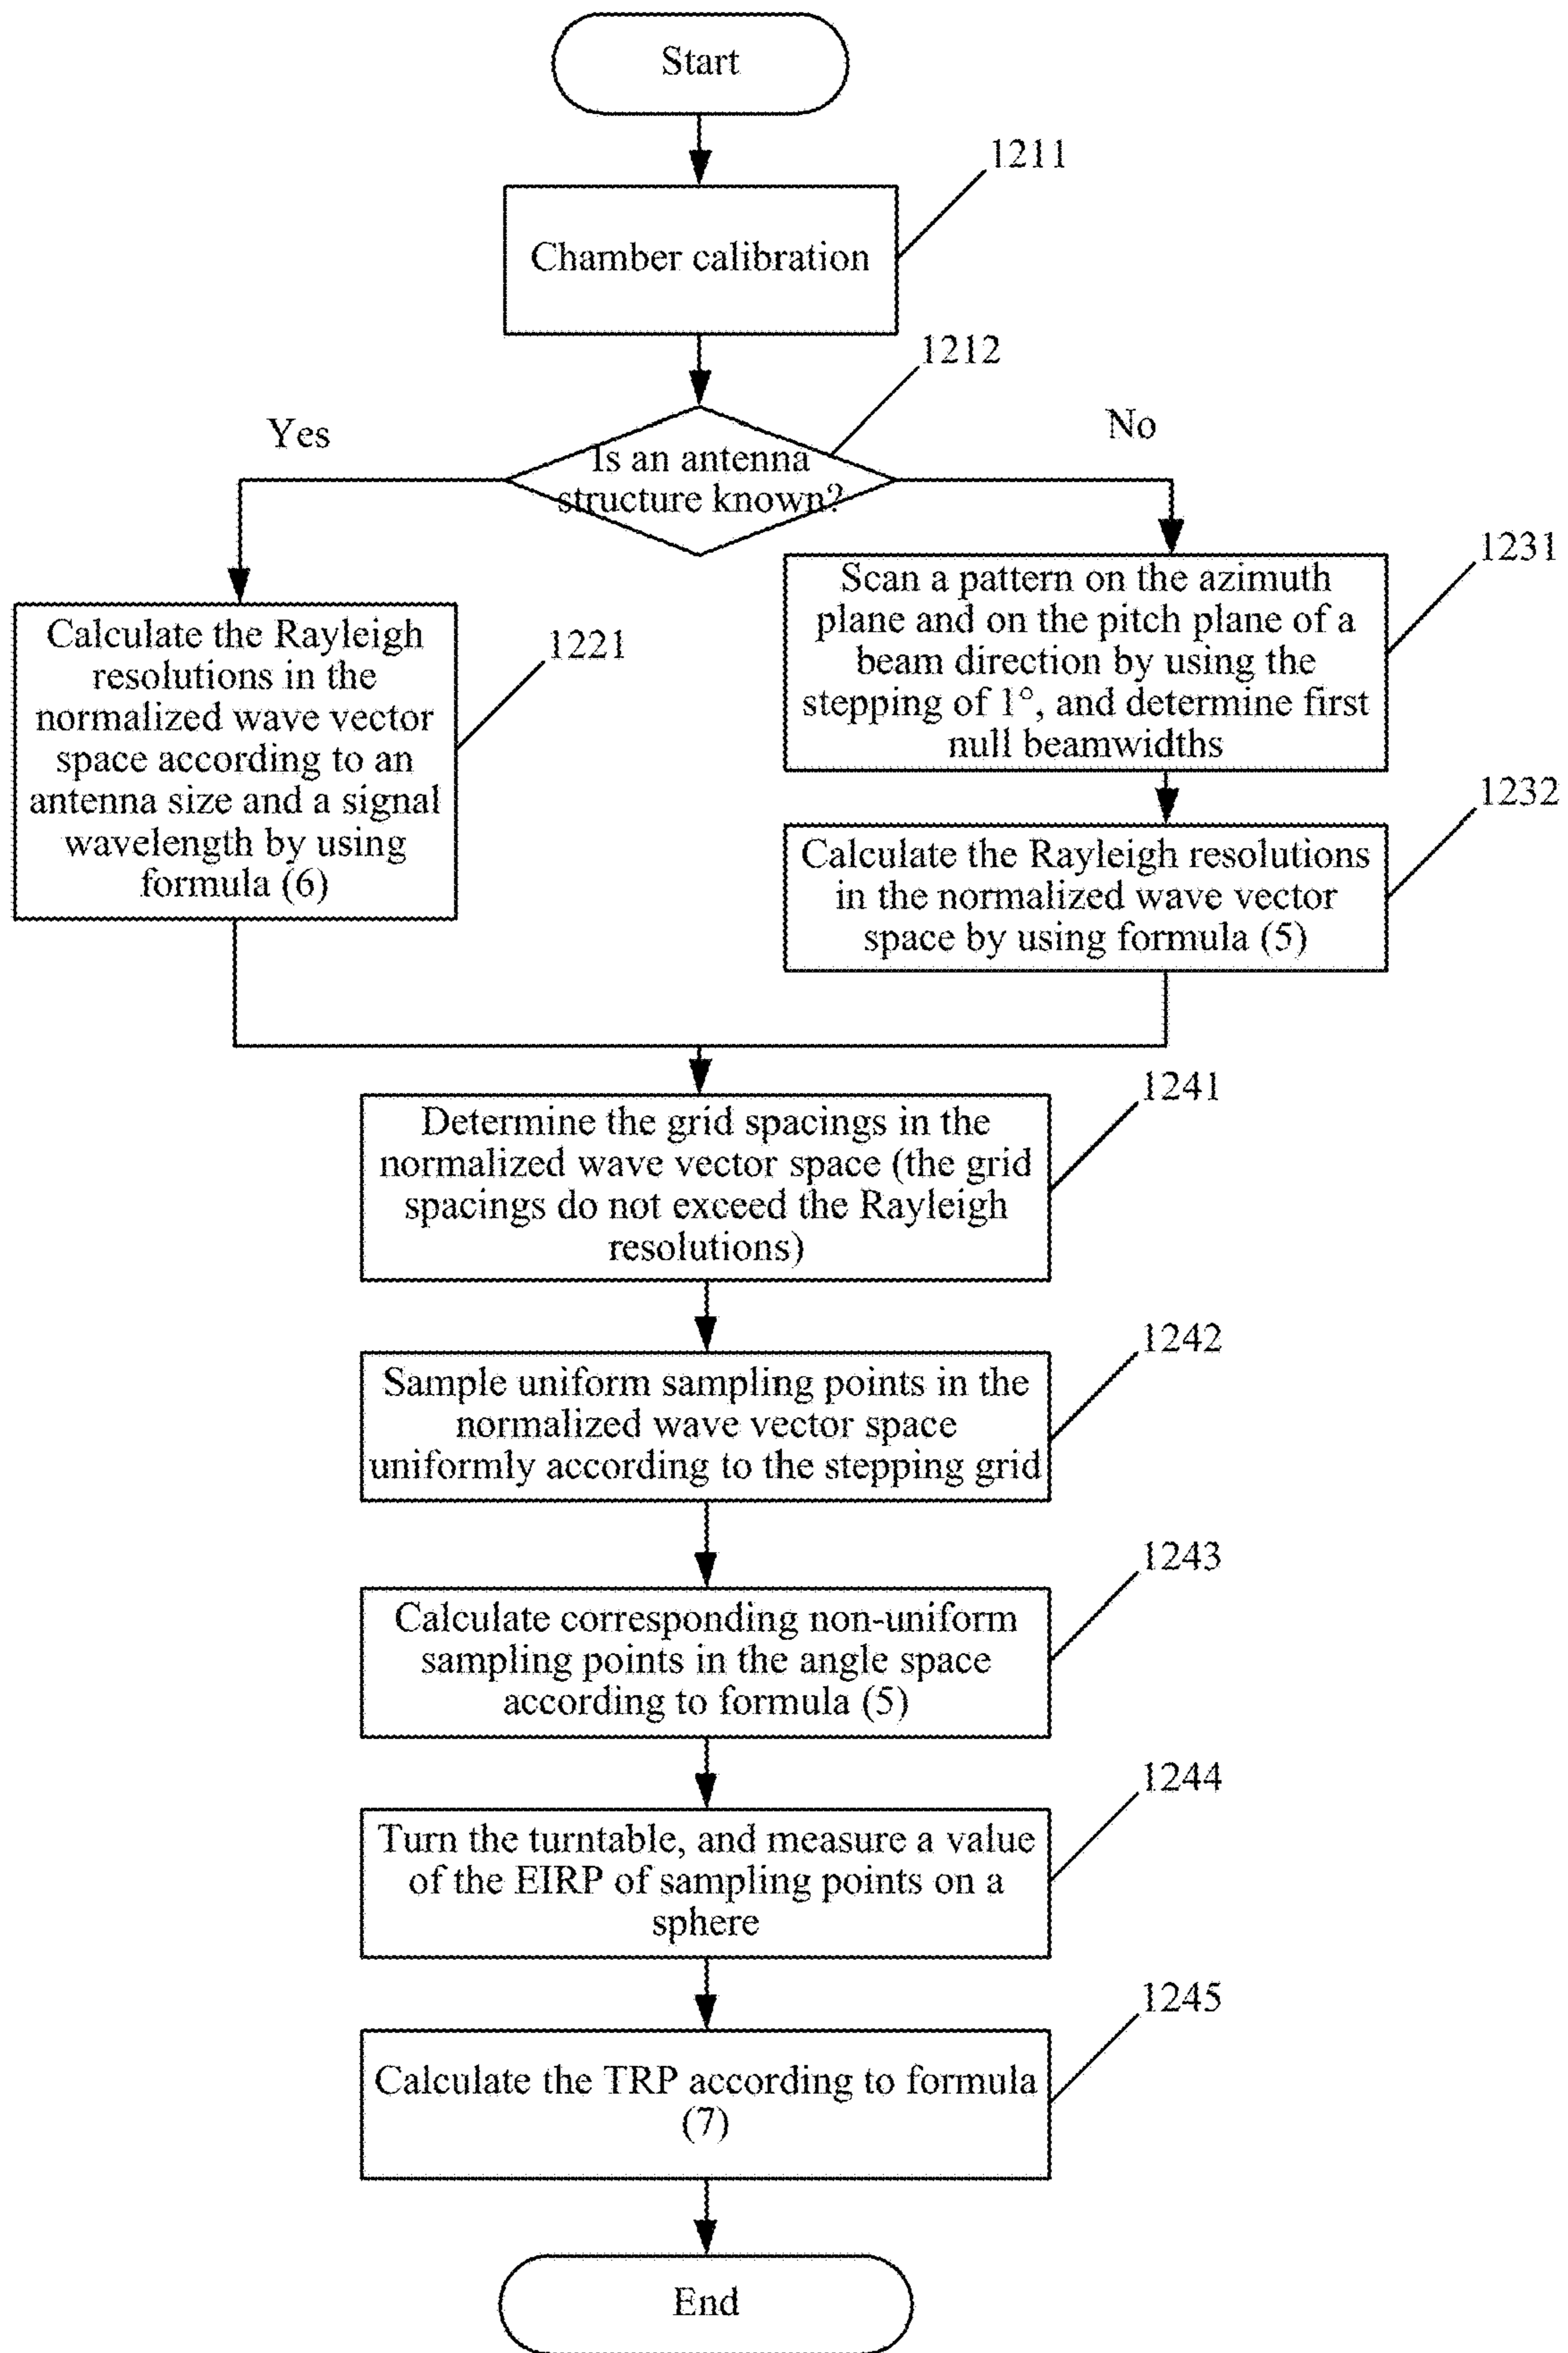 Start
1211
Chamber calibration
1212
Yes
No
Is an antenna
structure known?
1231
Scan a pattern on the azimuth
plane and on the pitch plane of a
beam direction by using the
stepping of 1°, and determine first
null beamwidths
1221
Calculate the Rayleigh
resolutions in the
normalized wave vector
space according to an
antenna size and a signal
wavelength by using
formula (6)
1232
Calculate the Rayleigh resolutions
in the normalized wave vector
space by using formula (5)
1241
Determine the grid spacings in the
normalized wave vector space (the grid
spacings do not exceed the Rayleigh
resolutions)
1242
Sample uniform sampling points in the
normalized wave vector space
uniformly according to the stepping grid
1243
Calculate corresponding non-uniform
sampling points in the angle space
according to formula (5)
1244
Turn the turntable, and measure a value
of the EIRP of sampling points on a
sphere
1245
Calculate the TRP according to formula
(7)
End